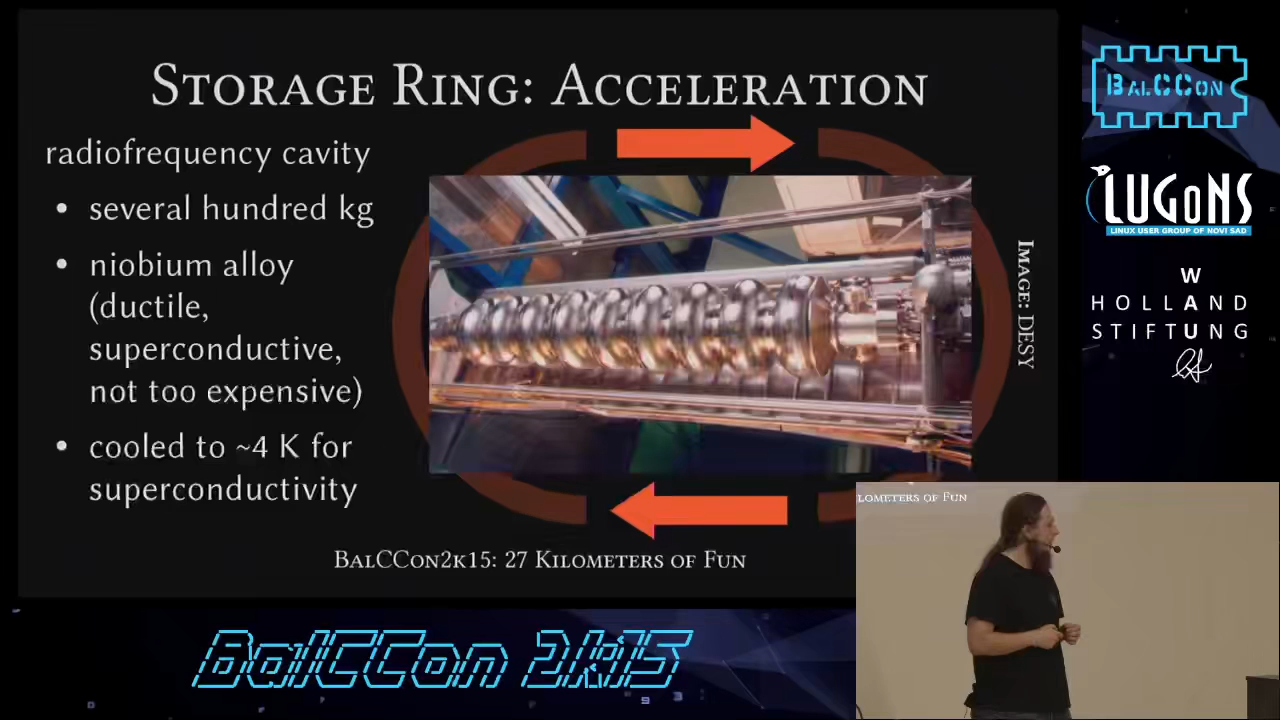 STORAGE RING: ACCELERATION
radiofrequency cavity
• several hundred kg
• niobium alloy
(ductile,
superconductive,
not too expensive)
• cooled to ~4 K for
superconductivity
IMAGE: DESY
BALCCON2K15: 27 KILOMETERS OF FUN
BALCCON
LUGONS
LINUX USER GROUP OF NOVI SAD
W
HOLLAND
STIFTUNG
LOMETERS OF FUN
BalCCon 2k15